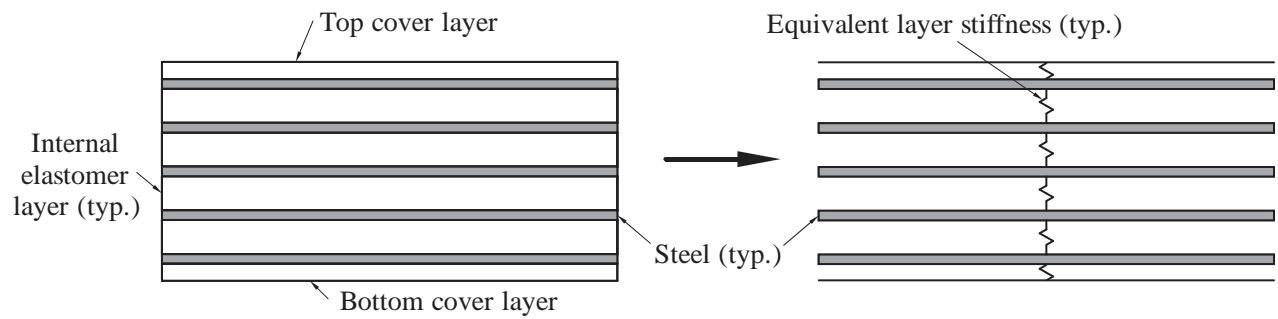 Top cover layer
Equivalent layer stiffness (typ.)
Internal
elastomer
layer (typ.)
Steel (typ.)
Bottom cover layer